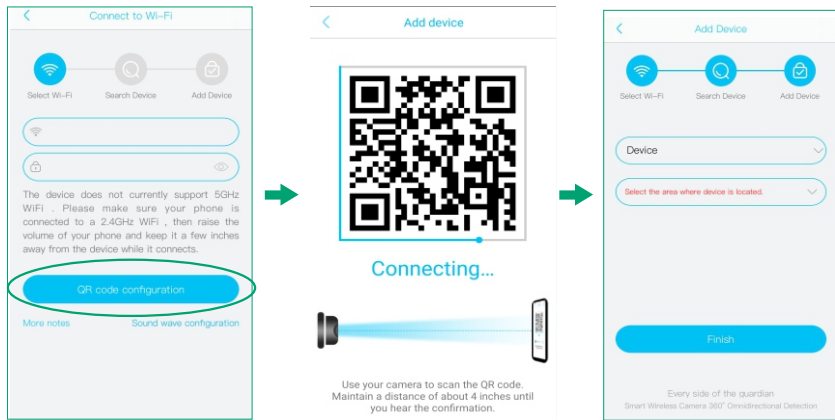 Connect to Wi-Fi
Select Wi-Fi
Search Device
Add Device
The device does not currently support 5GHz
WiFi . Please make sure your phone is
connected to a 2.4GHz WiFi , then raise the
volume of your phone and keep it a few inches
away from the device while it connects.
QR code configuration
More notes
Sound wave configuration
Add device
Connecting...
Use your camera to scan the QR code.
Maintain a distance of about 4 inches until
you hear the confirmation.
Add Device
Select Wi-Fi
Search Device
Add Device
Device
Select the area where device is located.
Finish
Every side of the guardian
Smart Wireless Camera 360° Omnidirectional Detection